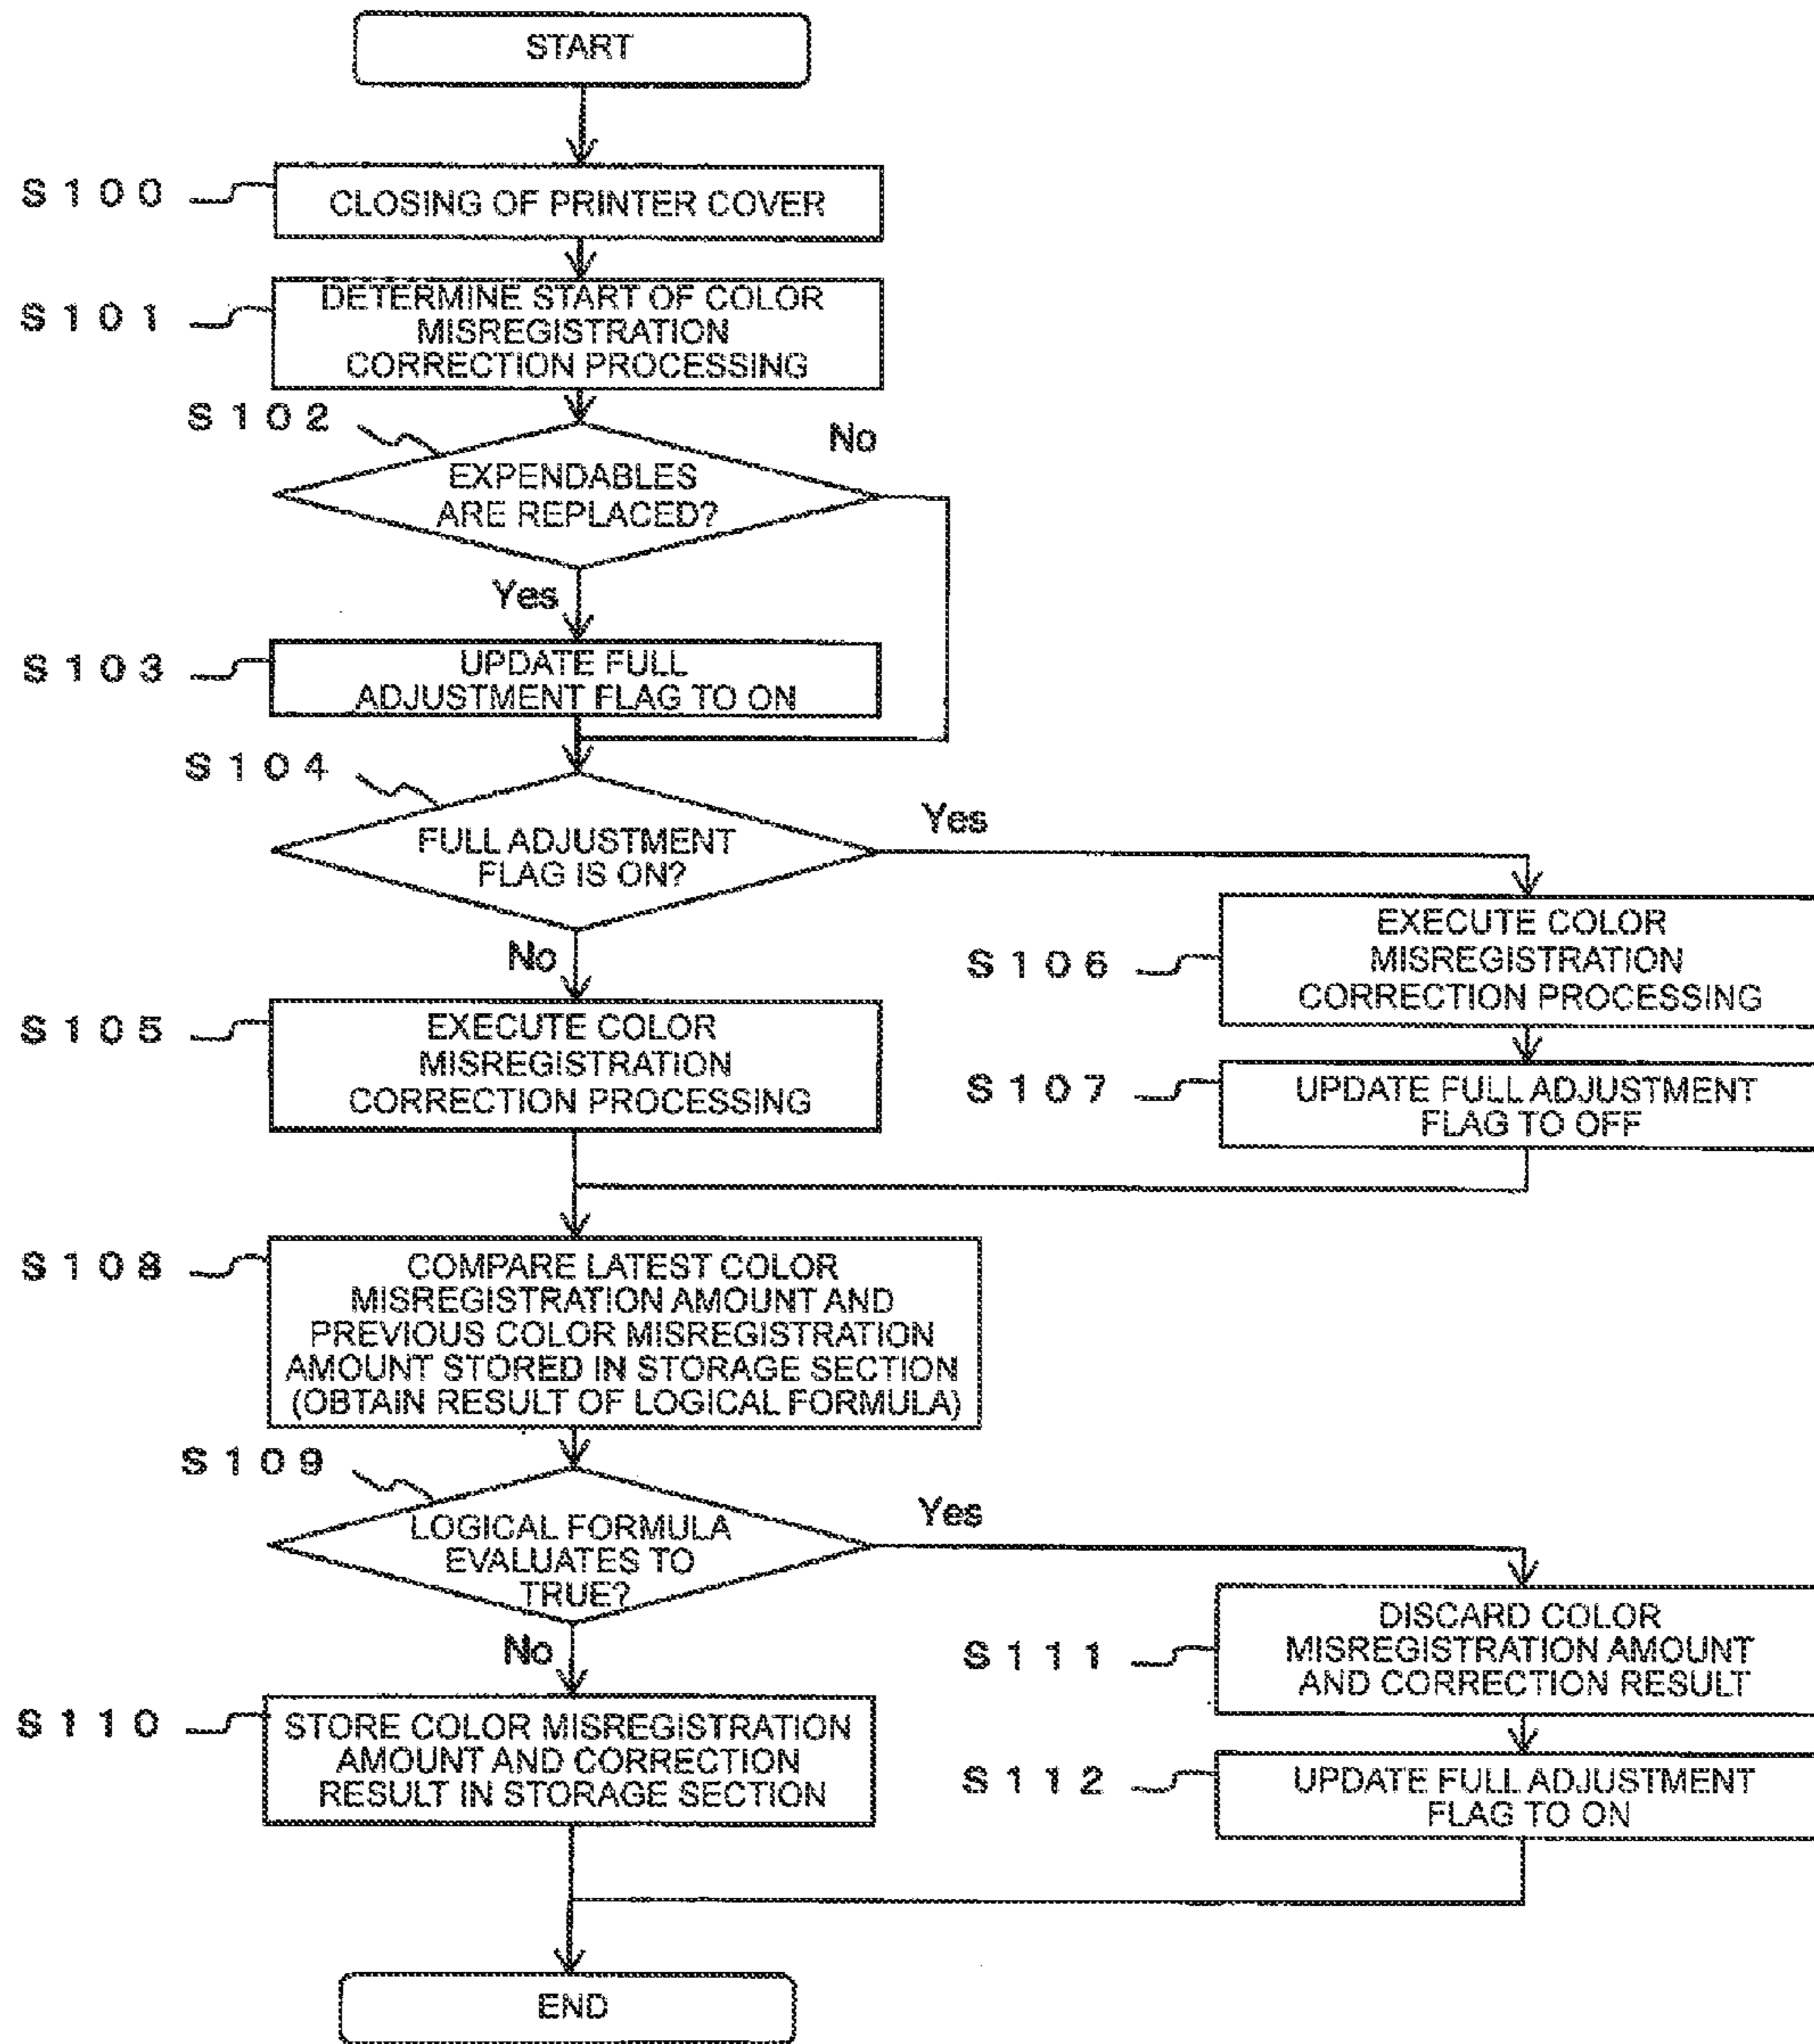 START
S100
CLOSING OF PRINTER COVER
S101
DETERMINE START OF COLOR
MISREGISTRATION
CORRECTION PROCESSING
S102
No
EXPENDABLES
ARE REPLACED?
Yes
S103
UPDATE FULL
ADJUSTMENT FLAG TO ON
S104
Yes
FULL ADJUSTMENT
FLAG IS ON?
No
S106
EXECUTE COLOR
MISREGISTRATION
CORRECTION PROCESSING
S105
EXECUTE COLOR
MISREGISTRATION
CORRECTION PROCESSING
S107
UPDATE FULL ADJUSTMENT
FLAG TO OFF
S108
COMPARE LATEST COLOR
MISREGISTRATION AMOUNT AND
PREVIOUS COLOR MISREGISTRATION
AMOUNT STORED IN STORAGE SECTION
(OBTAIN RESULT OF LOGICAL FORMULA)
S109
Yes
LOGICAL FORMULA
EVALUATES TO
TRUE?
No
S111
DISCARD COLOR
MISREGISTRATION AMOUNT
AND CORRECTION RESULT
S110
STORE COLOR MISREGISTRATION
AMOUNT AND CORRECTION
RESULT IN STORAGE SECTION
S112
UPDATE FULL ADJUSTMENT
FLAG TO ON
END